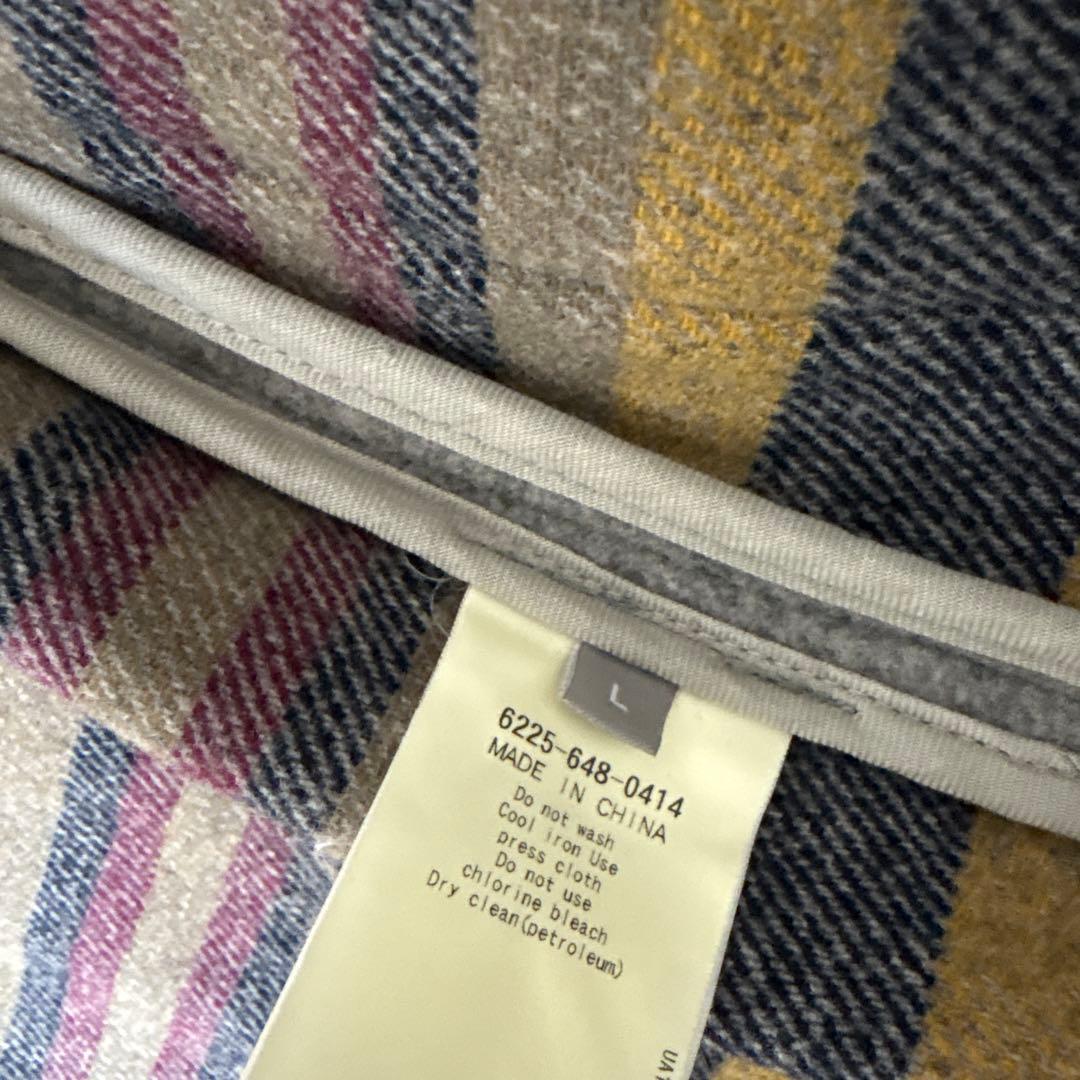 L
6225-648-0414
MADE IN CHINA
Do not wash
Cool iron Use
press cloth
Do not use
chlorine bleach
Dry clean(petroleum)